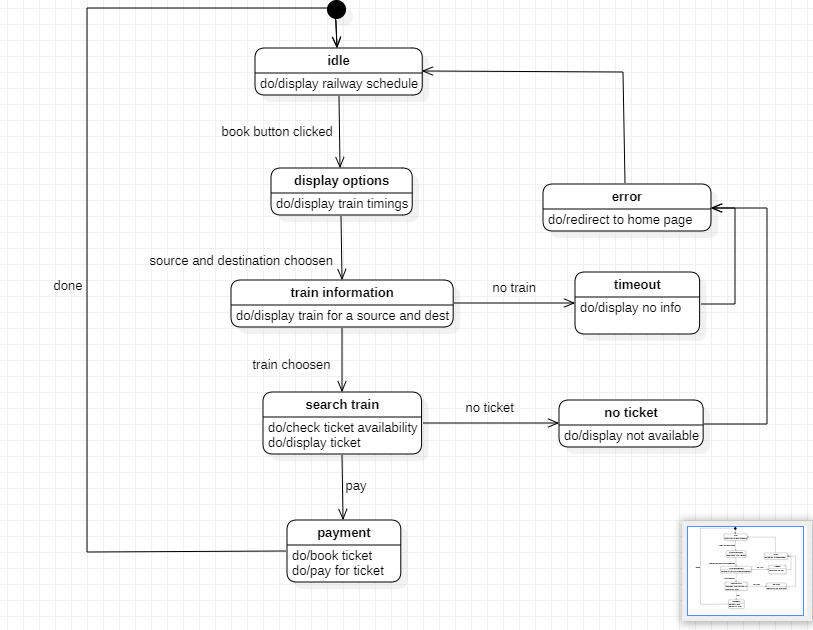 idle
do/display railway schedule
book button clicked
display options
do/display train timings
error
do/redirect to home page
source and destination choosen
done
train information
do/display train for a source and dest
no train
timeout
do/display no info
train choosen
search train
do/check ticket availability
do/display ticket
no ticket
no ticket
do/display not available
pay
payment
do/book ticket
do/pay for ticket